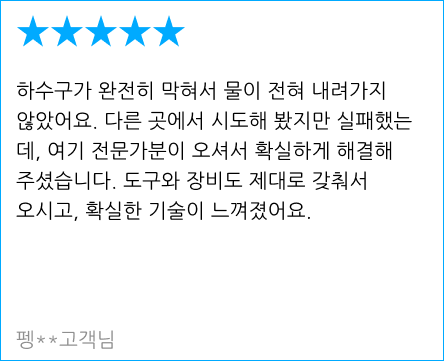 ★★★★★
하수구가 완전히 막혀서 물이 전혀 내려가지
않았어요. 다른 곳에서 시도해 봤지만 실패했는
데, 여기 전문가분이 오셔서 확실하게 해결해
주셨습니다. 도구와 장비도 제대로 갖춰서
오시고, 확실한 기술이 느껴졌어요.
펭**고객님